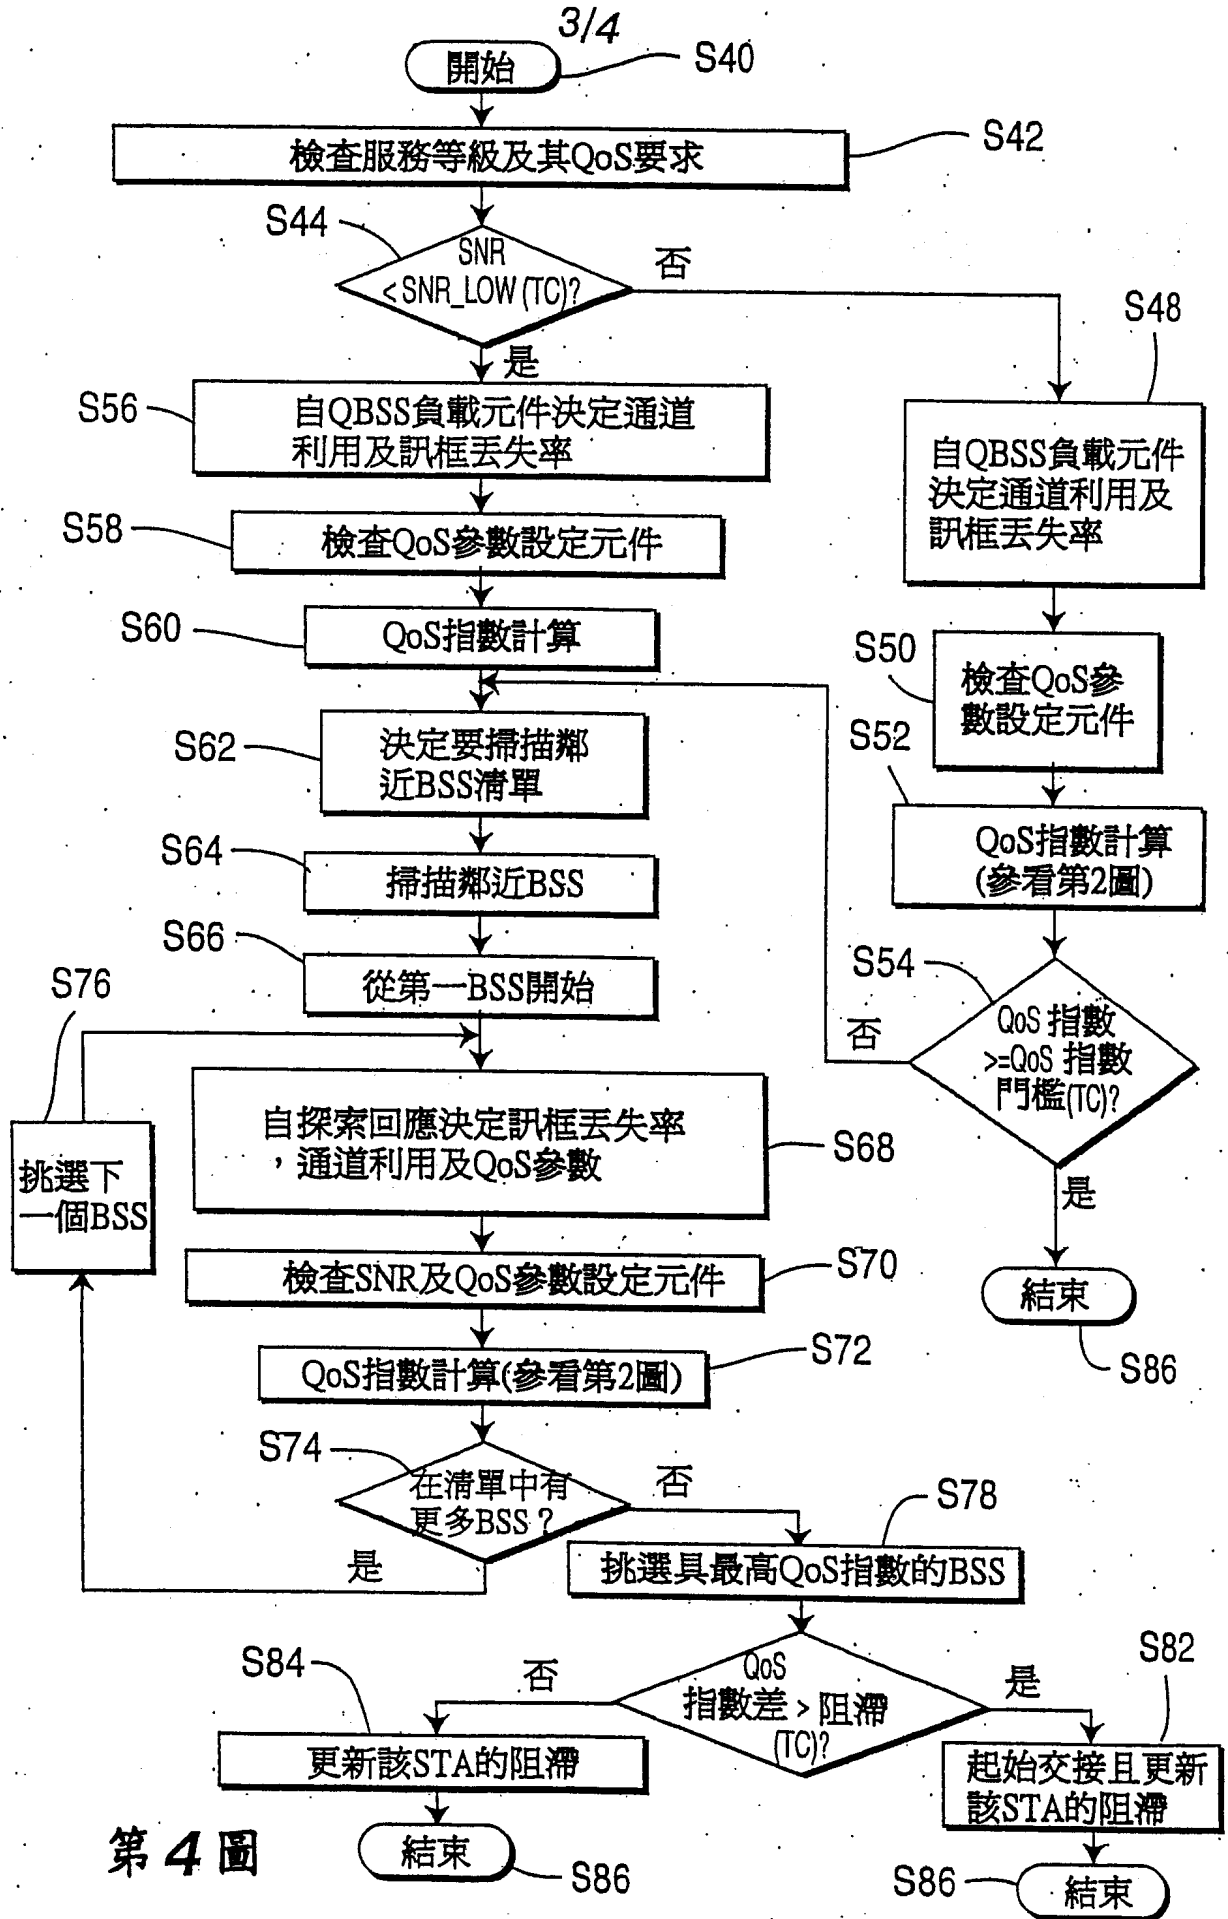 3/4
開始
S40
檢查服務等級及其QoS要求
S42
S44
SNR
< SNR_LOW (TC)?
否
是
S48
自QBSS負載元件
決定通道利用及
訊框丟失率
S56
自QBSS負載元件決定通道
利用及訊框丟失率
S58
檢查QoS參數設定元件
S60
QoS指數計算
S50
檢查QoS參
數設定元件
S62
決定要掃描鄰
近BSS清單
S52
QoS指數計算
(參看第2圖)
S64
掃描鄰近BSS
S66
從第一BSS開始
S54
QoS 指數
>=QoS 指數
門檻(TC)?
否
是
結束
S86
S76
挑選下
一個BSS
自探索回應決定訊框丟失率
，通道利用及QoS參數
S68
檢查SNR及QoS參數設定元件
S70
QoS指數計算(參看第2圖)
S72
S74
在清單中有
更多BSS？
否
是
S78
挑選具最高QoS指數的BSS
QoS
指數差 > 阻滯
(TC)?
否
是
S84
更新該STA的阻滯
結束
S86
S82
起始交接且更新
該STA的阻滯
S86
結束
第4圖